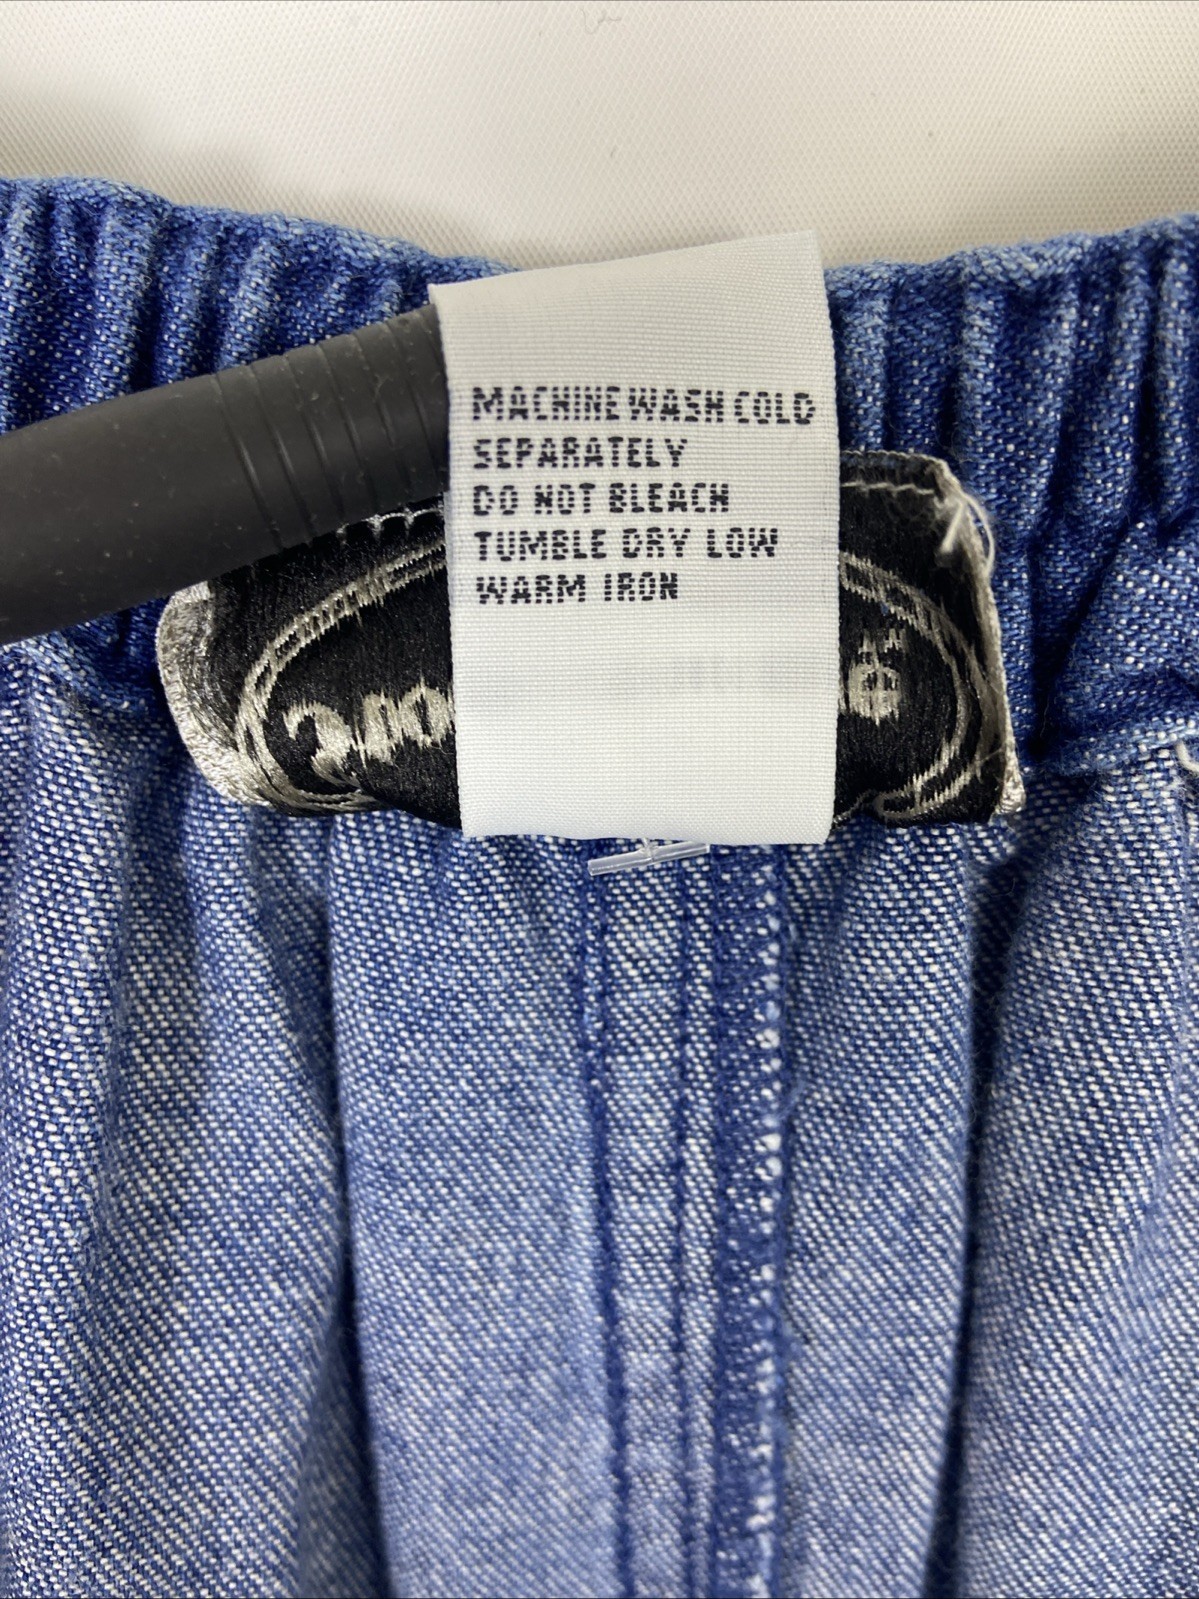 MACHINE WASH COLD
SEPARATELY
DO NOT BLEACH
TUMBLE DRY LOW
WARM IRON